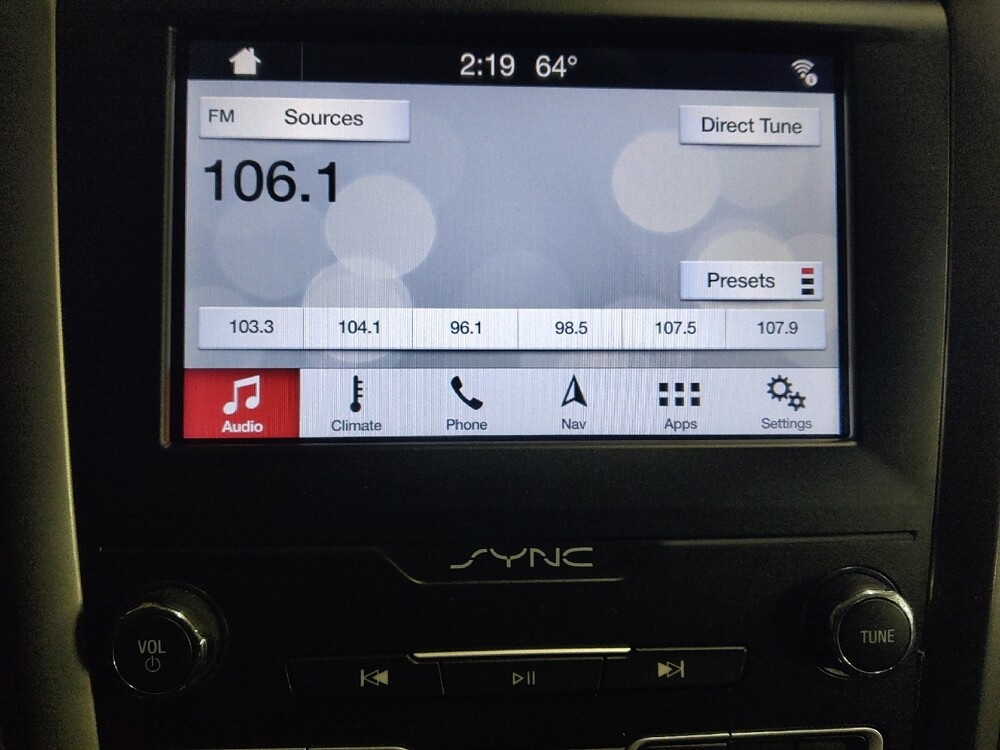 2:19 64°
FM Sources
Direct Tune
106.1
Presets
103.3 104.1 96.1 98.5 107.5 107.9
Audio Climate Phone Nav Apps Settings
SYNC
VOL
TUNE